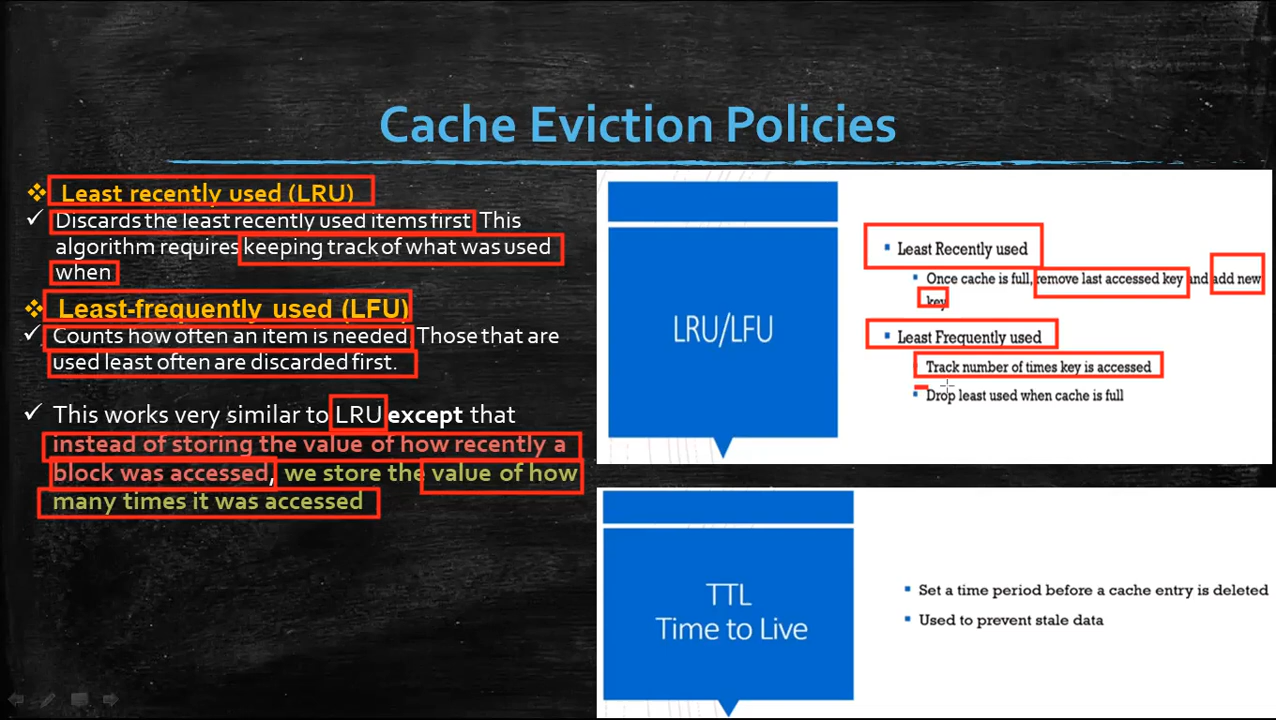 Cache Eviction Policies
Least recently used (LRU)
Discards the least recently used items first This
algorithm requires keeping track of what was used
when
Least-frequently used (LFU)
Counts how often an item is needed. Those that are
used least often are discarded first.
This works very similar to LRU except that
instead of storing the value of how recently a
block was accessed, we store the value of how
many times it was accessed
LRU/LFU
Least Recently used
Once cache is full, remove last accessed key and add new
key
Least Frequently used
Track number of times key is accessed
Drop least used when cache is full
TTL
Time to Live
Set a time period before a cache entry is deleted
Used to prevent stale data